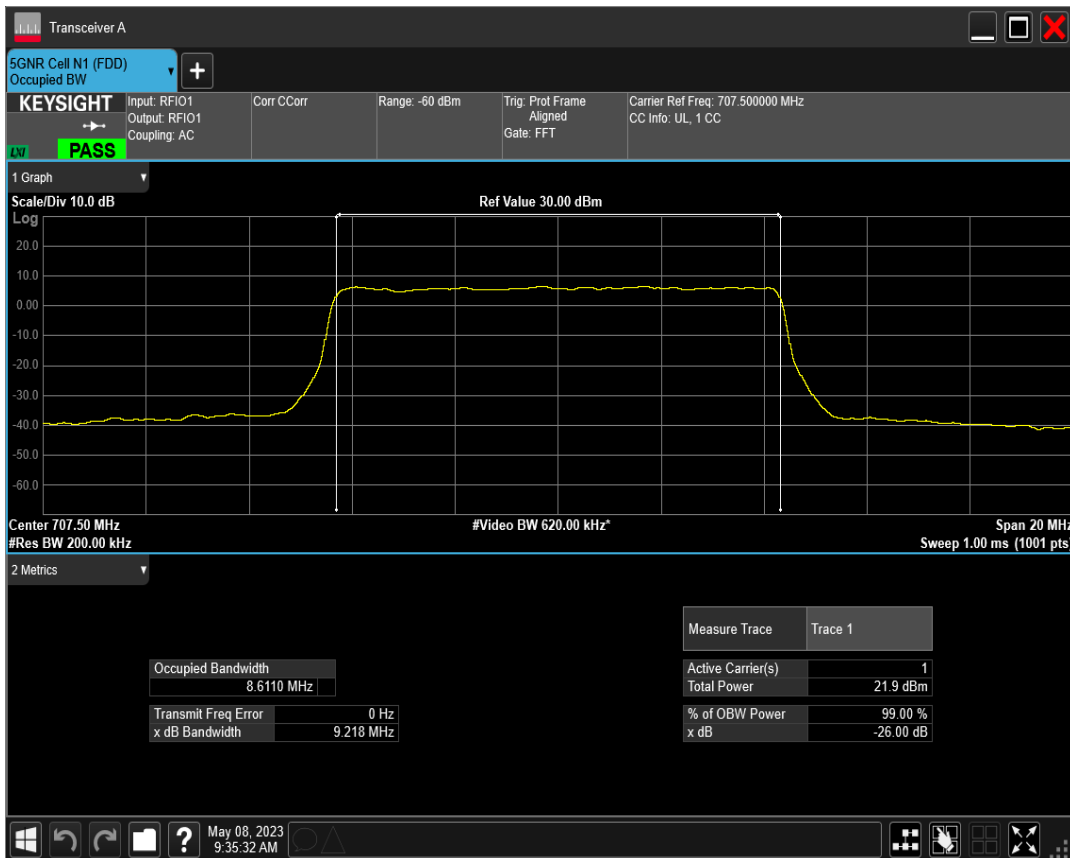 Transceiver A
5GNR Cell N1 (FDD)
Occupied BW
KEYSIGHT
LXI
PASS
Input: RFIO1
Output: RFIO1
Coupling: AC
Corr CCorr
Range: -60 dBm
Trig: Prot Frame
Aligned
Gate: FFT
Carrier Ref Freq: 707.500000 MHz
CC Info: UL, 1 CC
1 Graph
Scale/Div 10.0 dB
Ref Value 30.00 dBm
Log
20.0
10.0
0.00
-10.0
-20.0
-30.0
-40.0
-50.0
-60.0
Center 707.50 MHz
#Video BW 620.00 kHz*
Span 20 MHz
#Res BW 200.00 kHz
Sweep 1.00 ms (1001 pts)
2 Metrics
Measure Trace Trace 1
Occupied Bandwidth
8.6110 MHz
Active Carrier(s) 1
Total Power 21.9 dBm
Transmit Freq Error 0 Hz
x dB Bandwidth 9.218 MHz
% of OBW Power 99.00 %
x dB -26.00 dB
?
May 08, 2023
9:35:32 AM